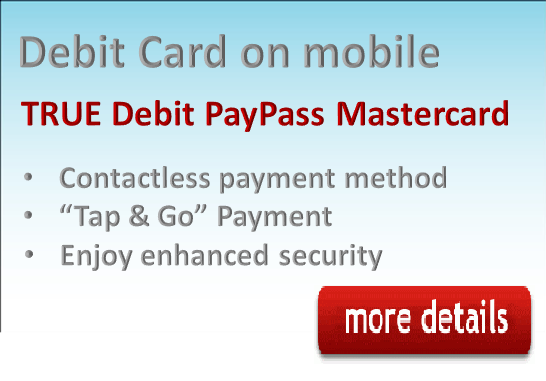 Debit Card on mobile
TRUE Debit PayPass Mastercard
• Contactless payment method
• “Tap & Go” Payment
• Enjoy enhanced security
more details